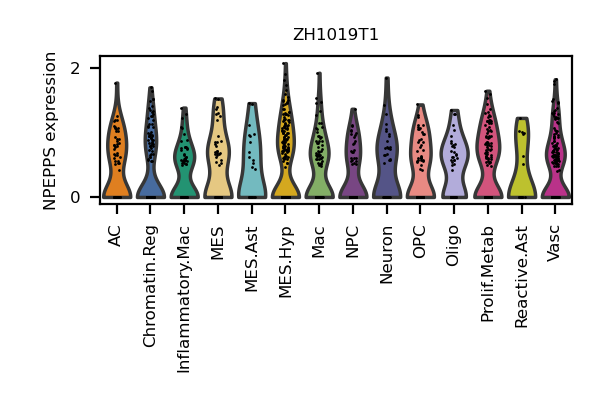 ZH1019T1
NPEPPS expression
2
0
AC
Chromatin.Reg
Inflammatory.Mac
MES
MES.Ast
MES.Hyp
Mac
NPC
Neuron
OPC
Oligo
Prolif.Metab
Reactive.Ast
Vasc